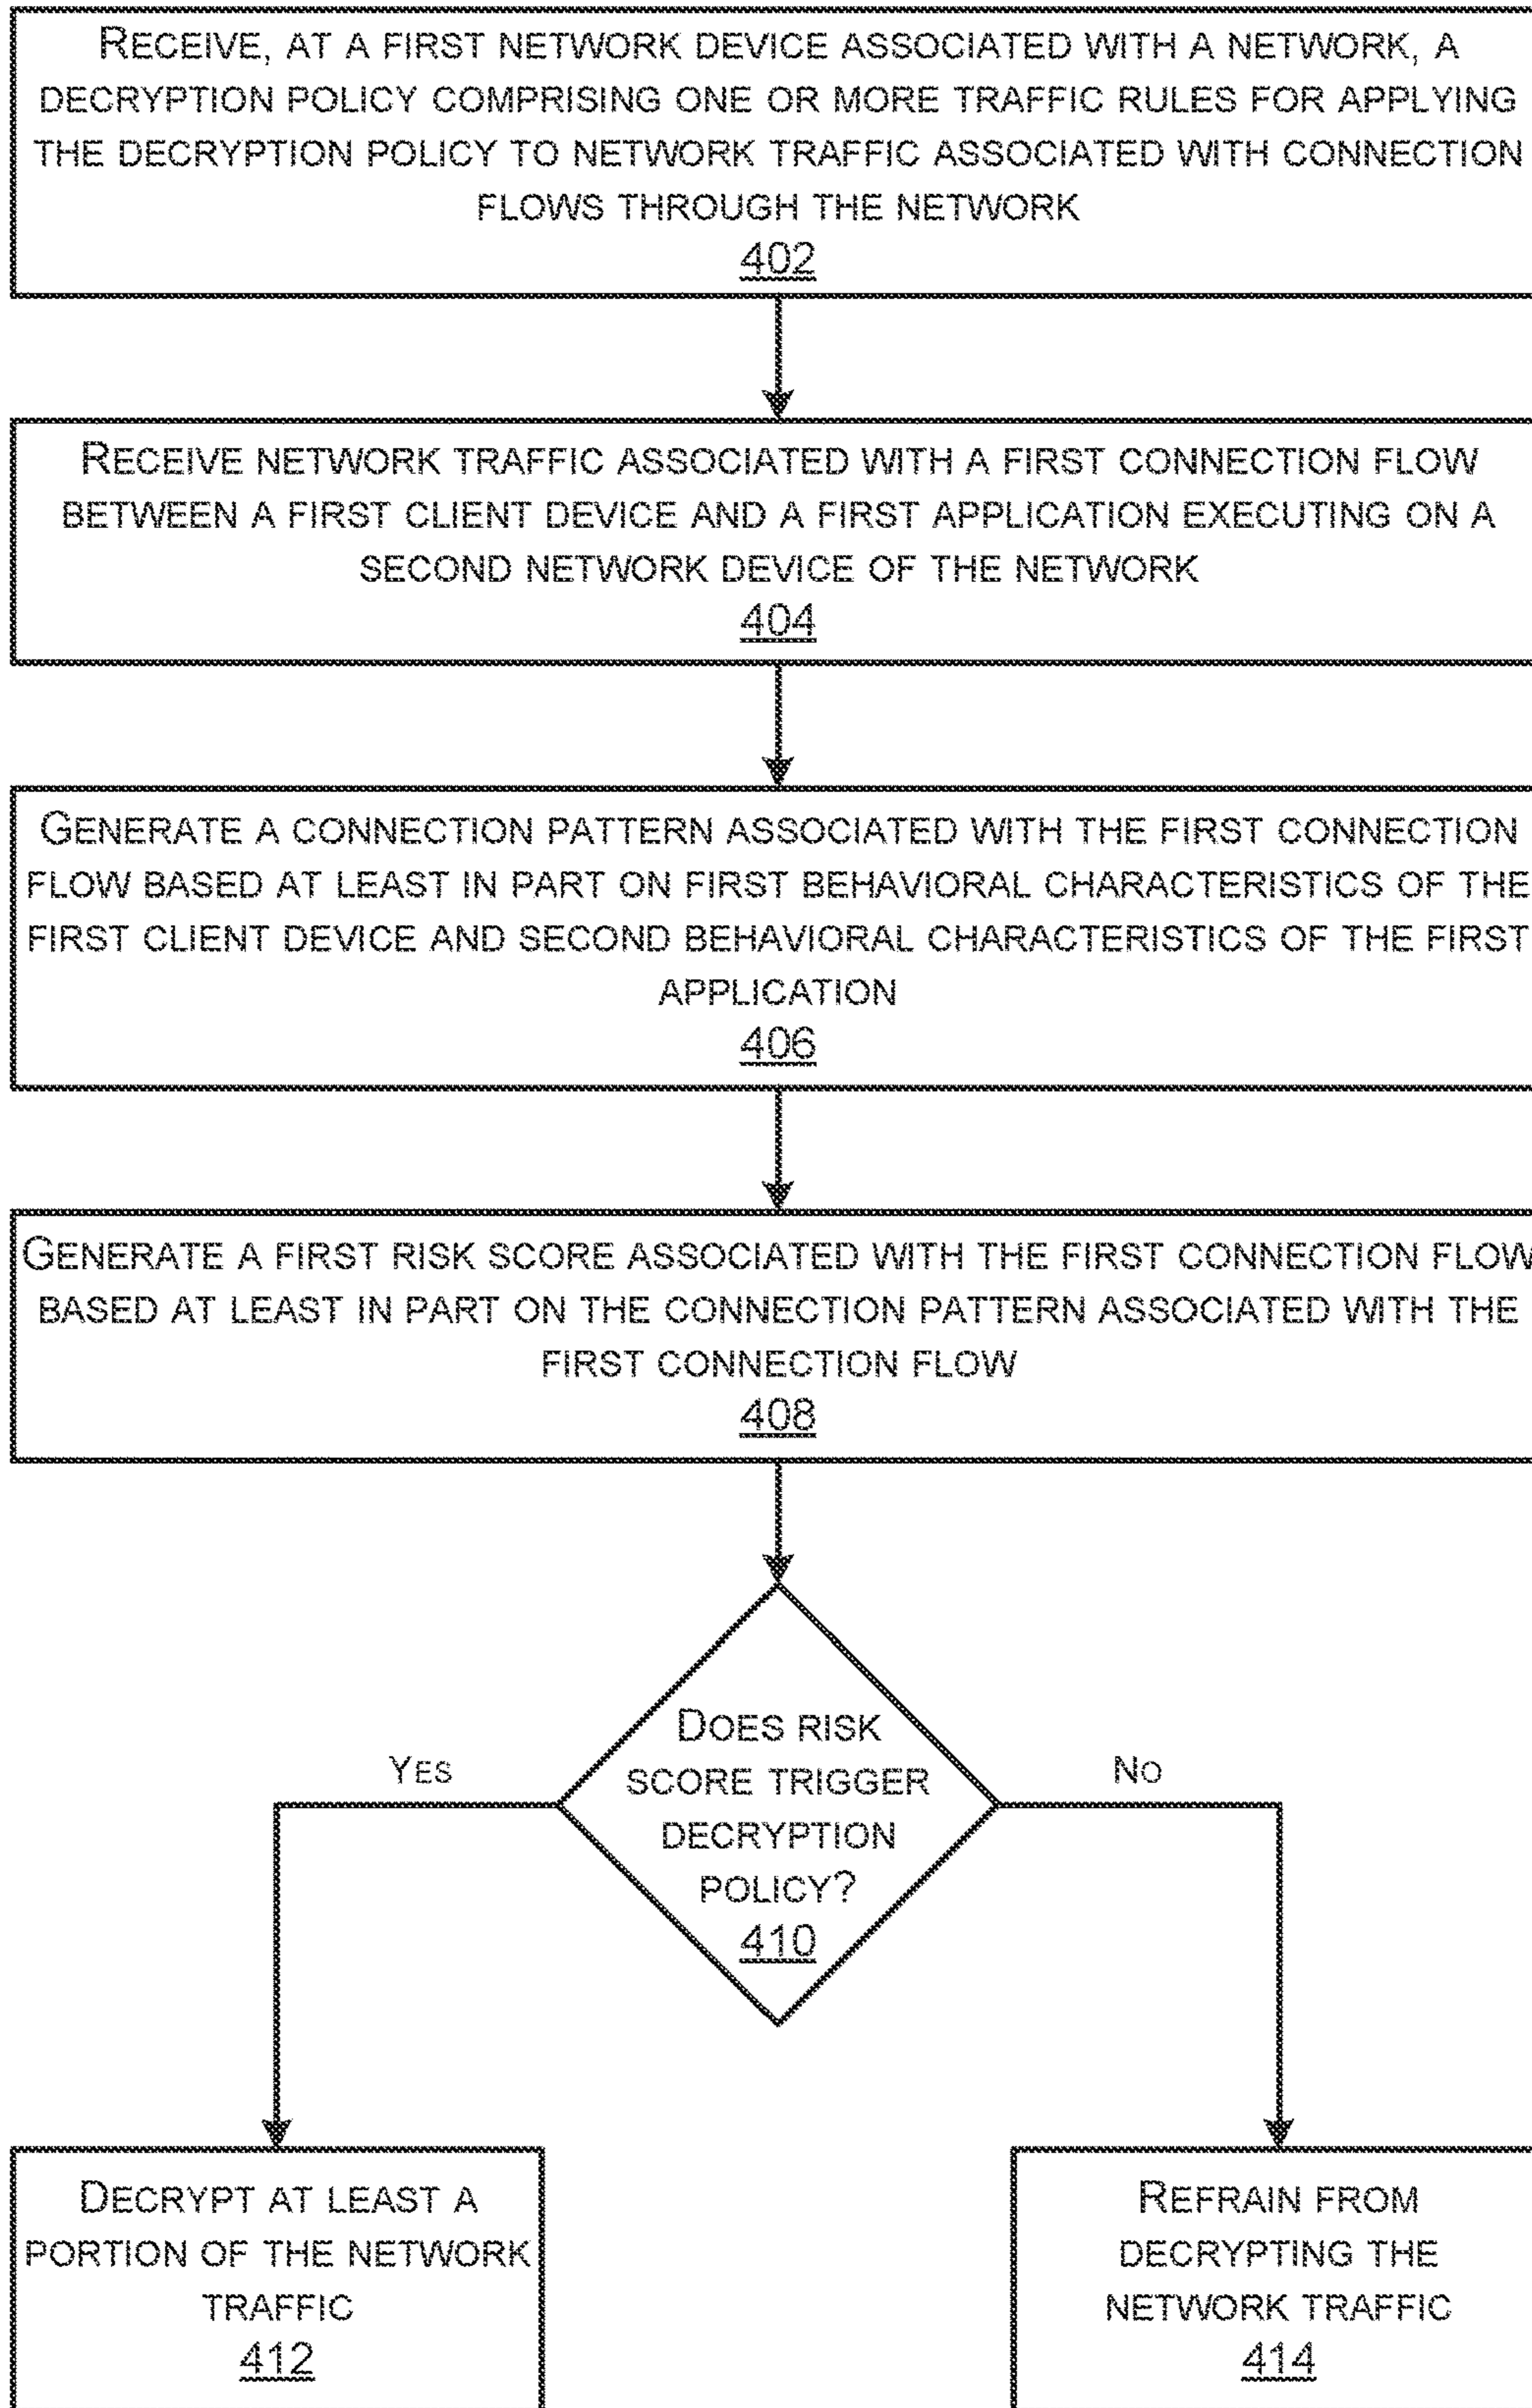 RECEIVE, AT A FIRST NETWORK DEVICE ASSOCIATED WITH A NETWORK, A
DECRYPTION POLICY COMPRISING ONE OR MORE TRAFFIC RULES FOR APPLYING
THE DECRYPTION POLICY TO NETWORK TRAFFIC ASSOCIATED WITH CONNECTION
FLOWS THROUGH THE NETWORK
402
RECEIVE NETWORK TRAFFIC ASSOCIATED WITH A FIRST CONNECTION FLOW
BETWEEN A FIRST CLIENT DEVICE AND A FIRST APPLICATION EXECUTING ON A
SECOND NETWORK DEVICE OF THE NETWORK
404
GENERATE A CONNECTION PATTERN ASSOCIATED WITH THE FIRST CONNECTION
FLOW BASED AT LEAST IN PART ON FIRST BEHAVIORAL CHARACTERISTICS OF THE
FIRST CLIENT DEVICE AND SECOND BEHAVIORAL CHARACTERISTICS OF THE FIRST
APPLICATION
406
GENERATE A FIRST RISK SCORE ASSOCIATED WITH THE FIRST CONNECTION FLOW
BASED AT LEAST IN PART ON THE CONNECTION PATTERN ASSOCIATED WITH THE
FIRST CONNECTION FLOW
408
DOES RISK
SCORE TRIGGER
DECRYPTION
POLICY?
410
YES
NO
DECRYPT AT LEAST A
PORTION OF THE NETWORK
TRAFFIC
412
REFRAIN FROM
DECRYPTING THE
NETWORK TRAFFIC
414